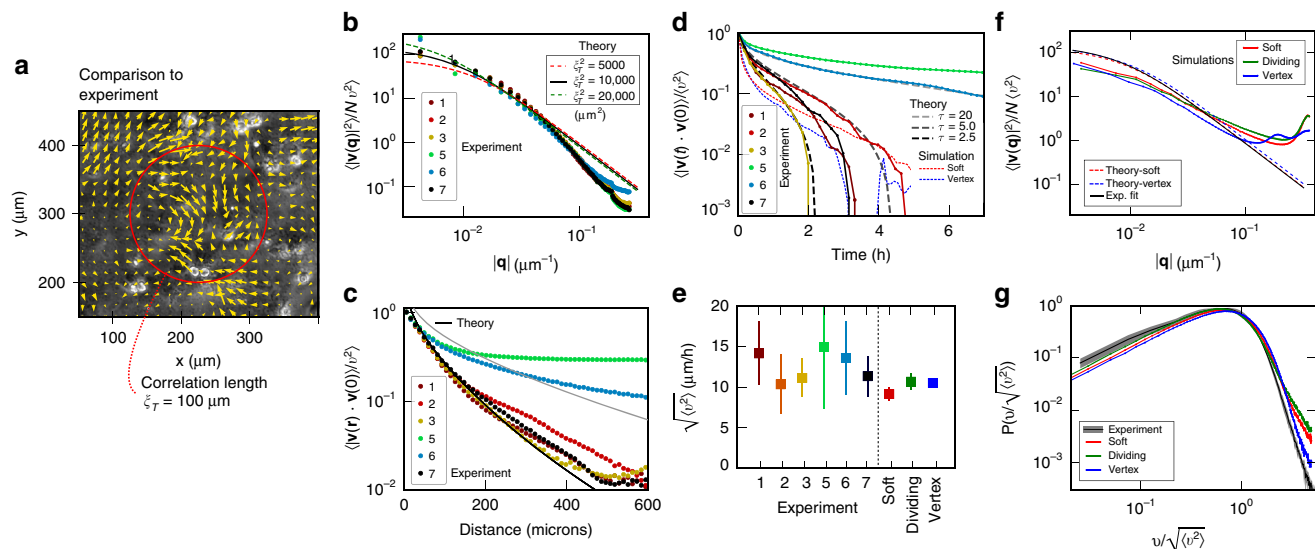 a
Comparison to
experiment
y (μm)
400
300
200
100
200
300
x (μm)
Correlation length
ξT = 100 μm
b
⟨|v(q)|²⟩/N υ²⟩
10²
10¹
10⁰
10⁻¹
10⁻²
10⁻¹
|q| (μm⁻¹)
Theory
ξT² = 5000
ξT² = 10,000
ξT² = 20,000
(μm²)
1
2
3
5
6
7
Experiment
c
⟨|v(r) · v(0)⟩/υ²⟩
10⁰
10⁻¹
10⁻²
0
200
400
600
Distance (microns)
Theory
1
2
3
5
6
7
Experiment
d
⟨|v(t) · v(0)⟩/⟨υ²⟩
10⁰
10⁻¹
10⁻²
10⁻³
0
2
4
6
Time (h)
1
2
3
5
6
7
Experiment
Theory
τ = 20
τ = 5.0
τ = 2.5
Simulation
Soft
Vertex
e
√⟨υ²⟩ (μm/h)
20
15
10
5
0
1
2
3
5
6
7
Soft
Dividing
Vertex
Experiment
f
⟨|v(q)|²⟩/N υ²⟩
10²
10¹
10⁰
10⁻¹
10⁻²
10⁻¹
|q| (μm⁻¹)
Simulations
Soft
Dividing
Vertex
Theory-soft
Theory-vertex
Exp. fit
g
P(υ/√⟨υ²⟩)
10⁰
10⁻¹
10⁻²
10⁻³
10⁻¹
10⁰
υ/√⟨υ²⟩
Experiment
Soft
Dividing
Vertex